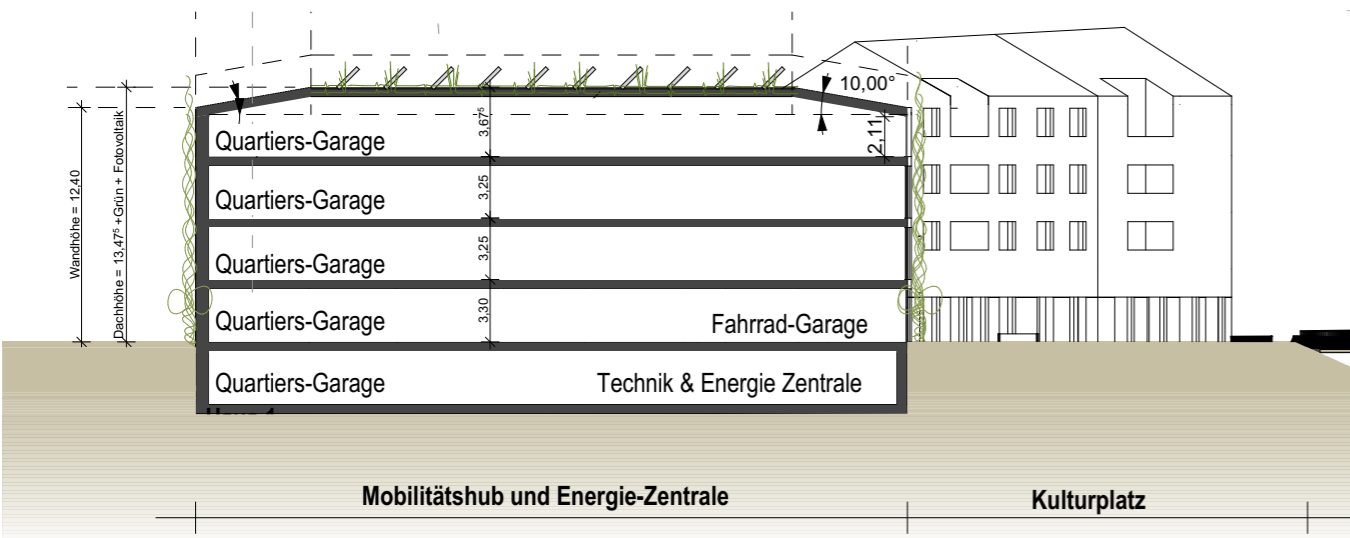 10,00°
2,11
3,67⁵
Quartiers-Garage
3,25
Quartiers-Garage
3,25
Quartiers-Garage
3,30
Quartiers-Garage
Fahrrad-Garage
Quartiers-Garage
Technik & Energie Zentrale
Wandhöhe = 12,40
Dachhöhe = 13,47⁵ +Grün + Fotovoltaik
Mobilitätshub und Energie-Zentrale
Kulturplatz